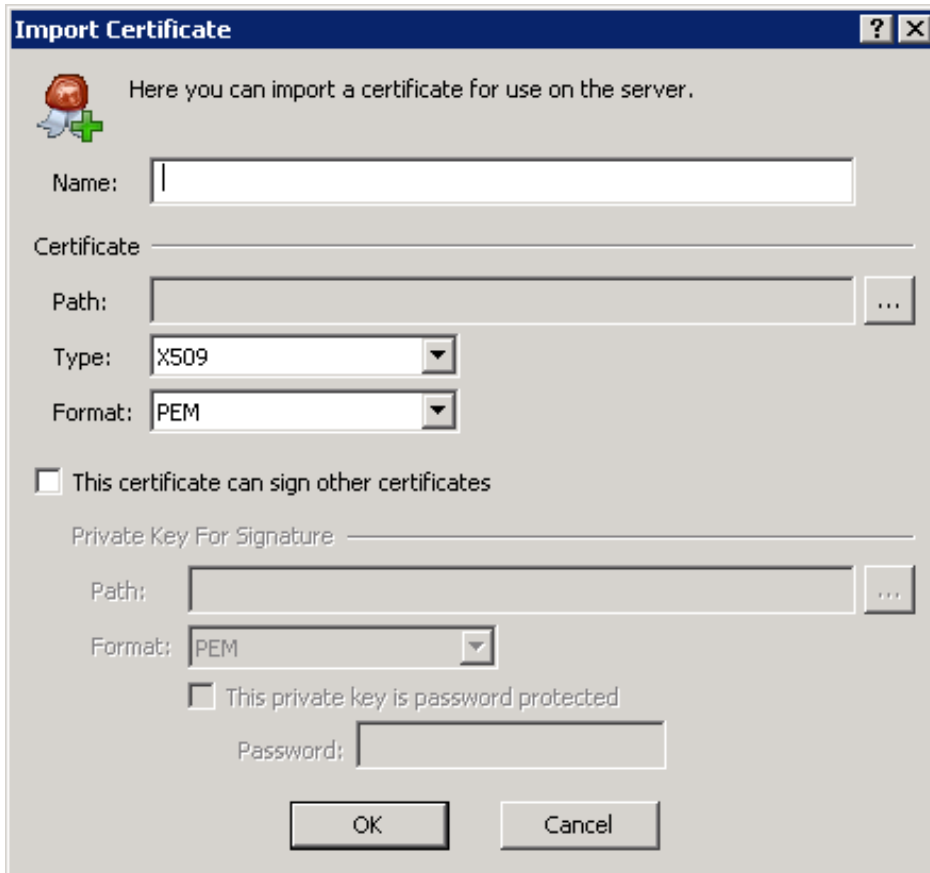 Import Certificate ? X
Here you can import a certificate for use on the server.
Name:
Certificate
Path: ...
Type: X509
Format: PEM
This certificate can sign other certificates
Private Key For Signature
Path: ...
Format: PEM
This private key is password protected
Password:
OK Cancel